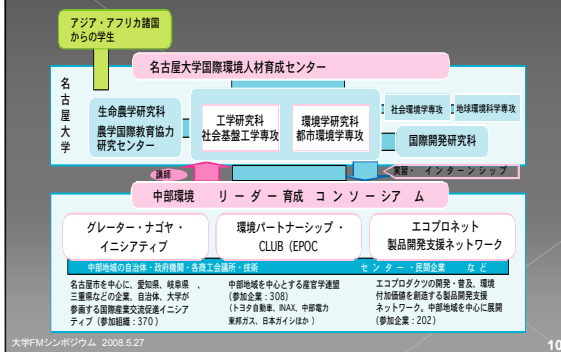 アジア・アフリカ諸国
からの学生
名古屋大学国際環境人材育成センター
名古屋大学
生命農学研究科
農学国際教育協力
研究センター
工学研究科
社会基盤工学専攻
環境学研究科
都市環境学専攻
社会環境学専攻
地球環境科学専攻
国際開発研究科
講師
実習・ インターンシップ
中部環境 リーダー育成 コンソーシアム
グレーター・ナゴヤ・
イニシアティブ
環境パートナーシップ・
CLUB（EPOC
エコプロネット
製品開発支援ネットワーク
中部地域の自治体・政府機関・各商工会議所・技術 センター・民間企業 など
名古屋市を中心に、愛知県、岐阜県 、
三重県などの企業、自治体、大学が
参画する国際産業交流促進イニシア
ティブ（参加組織：370）
中部地域を中心とする産官学連盟
(参加企業：308)
(トヨタ自動車、INAX、中部電力
東邦ガス、日本ガイシほか )
エコプロダクツの開発・普及、環境
付加価値を創造する製品開発支援
ネットワーク。中部地域を中心に展開
(参加企業：202)
大学FMシンポジウム 2008.5.27
10